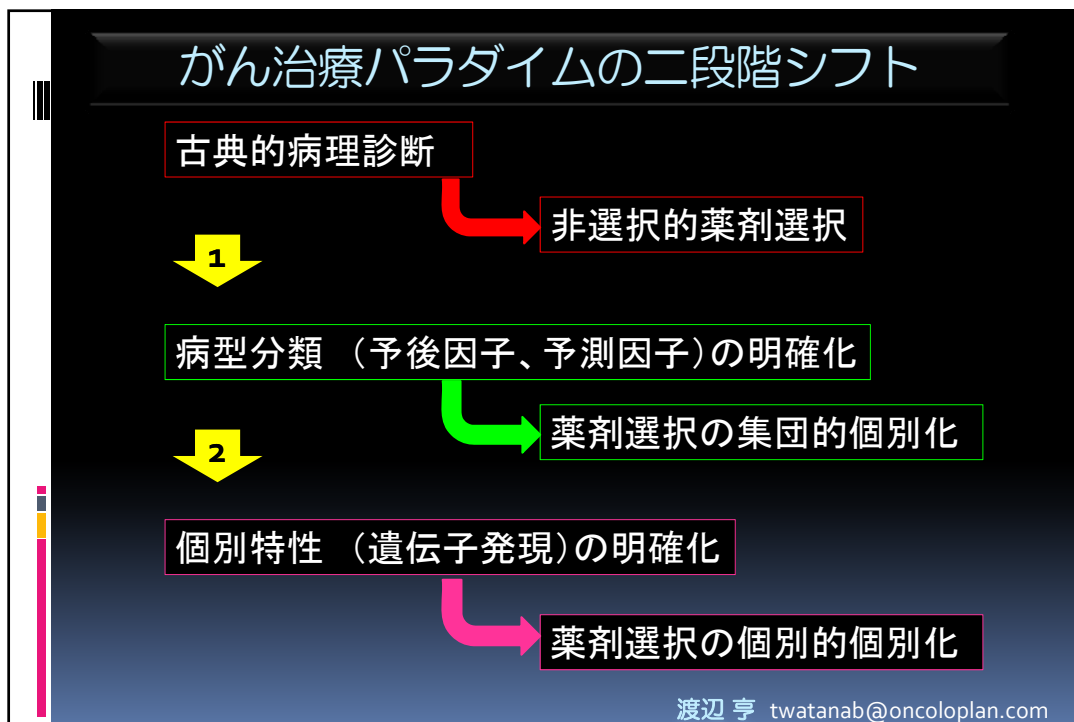 がん治療パラダイムの二段階シフト
古典的病理診断
非選択的薬剤選択
1
病型分類 （予後因子、予測因子）の明確化
薬剤選択の集団的個別化
2
個別特性 （遺伝子発現）の明確化
薬剤選択の個別的個別化
渡辺 亨 twatanab@oncoloplan.com